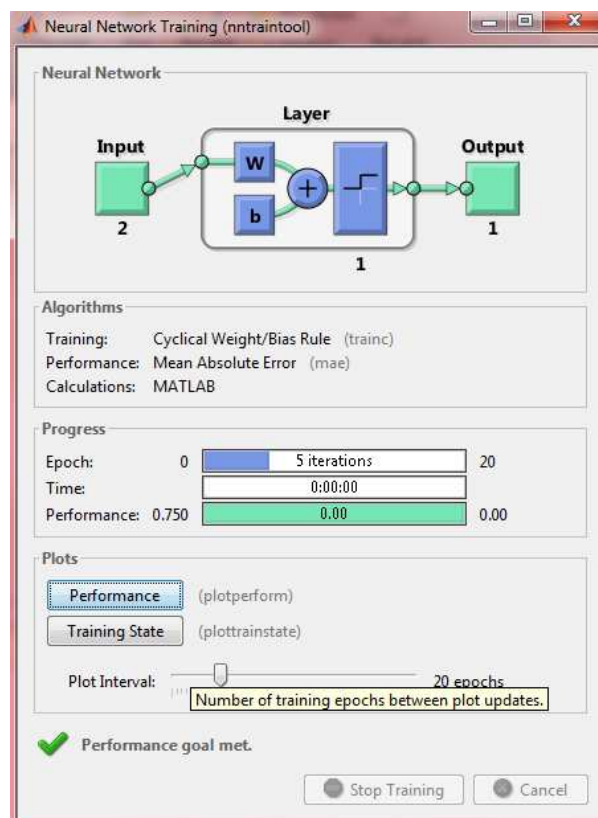 Neural Network Training (nntraintool)
Neural Network
Layer
Input
Output
W
b
+
2
1
1
Algorithms
Training: Cyclical Weight/Bias Rule (trainc)
Performance: Mean Absolute Error (mae)
Calculations: MATLAB
Progress
Epoch: 0 5 iterations 20
Time: 0:00:00
Performance: 0.750 0.00 0.00
Plots
Performance (plotperform)
Training State (plottrainstate)
Plot Interval: 20 epochs
Number of training epochs between plot updates.
Performance goal met.
Stop Training Cancel